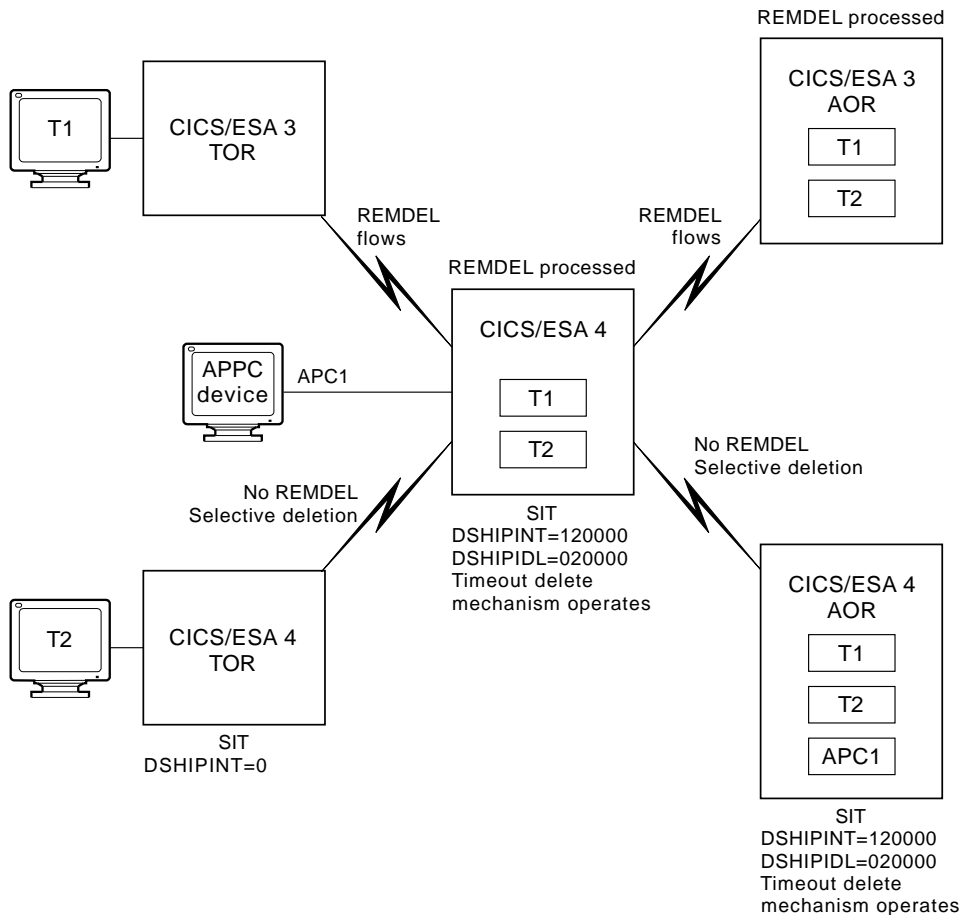 REMDEL processed
CICS/ESA 3
AOR
T1
T2
T1
CICS/ESA 3
TOR
REMDEL
flows
REMDEL
flows
REMDEL processed
CICS/ESA 4
T1
T2
APPC
device
APC1
No REMDEL
Selective deletion
No REMDEL
Selective deletion
SIT
DSHIPINT=120000
DSHIPIDL=020000
Timeout delete
mechanism operates
T2
CICS/ESA 4
TOR
SIT
DSHIPINT=0
CICS/ESA 4
AOR
T1
T2
APC1
SIT
DSHIPINT=120000
DSHIPIDL=020000
Timeout delete
mechanism operates